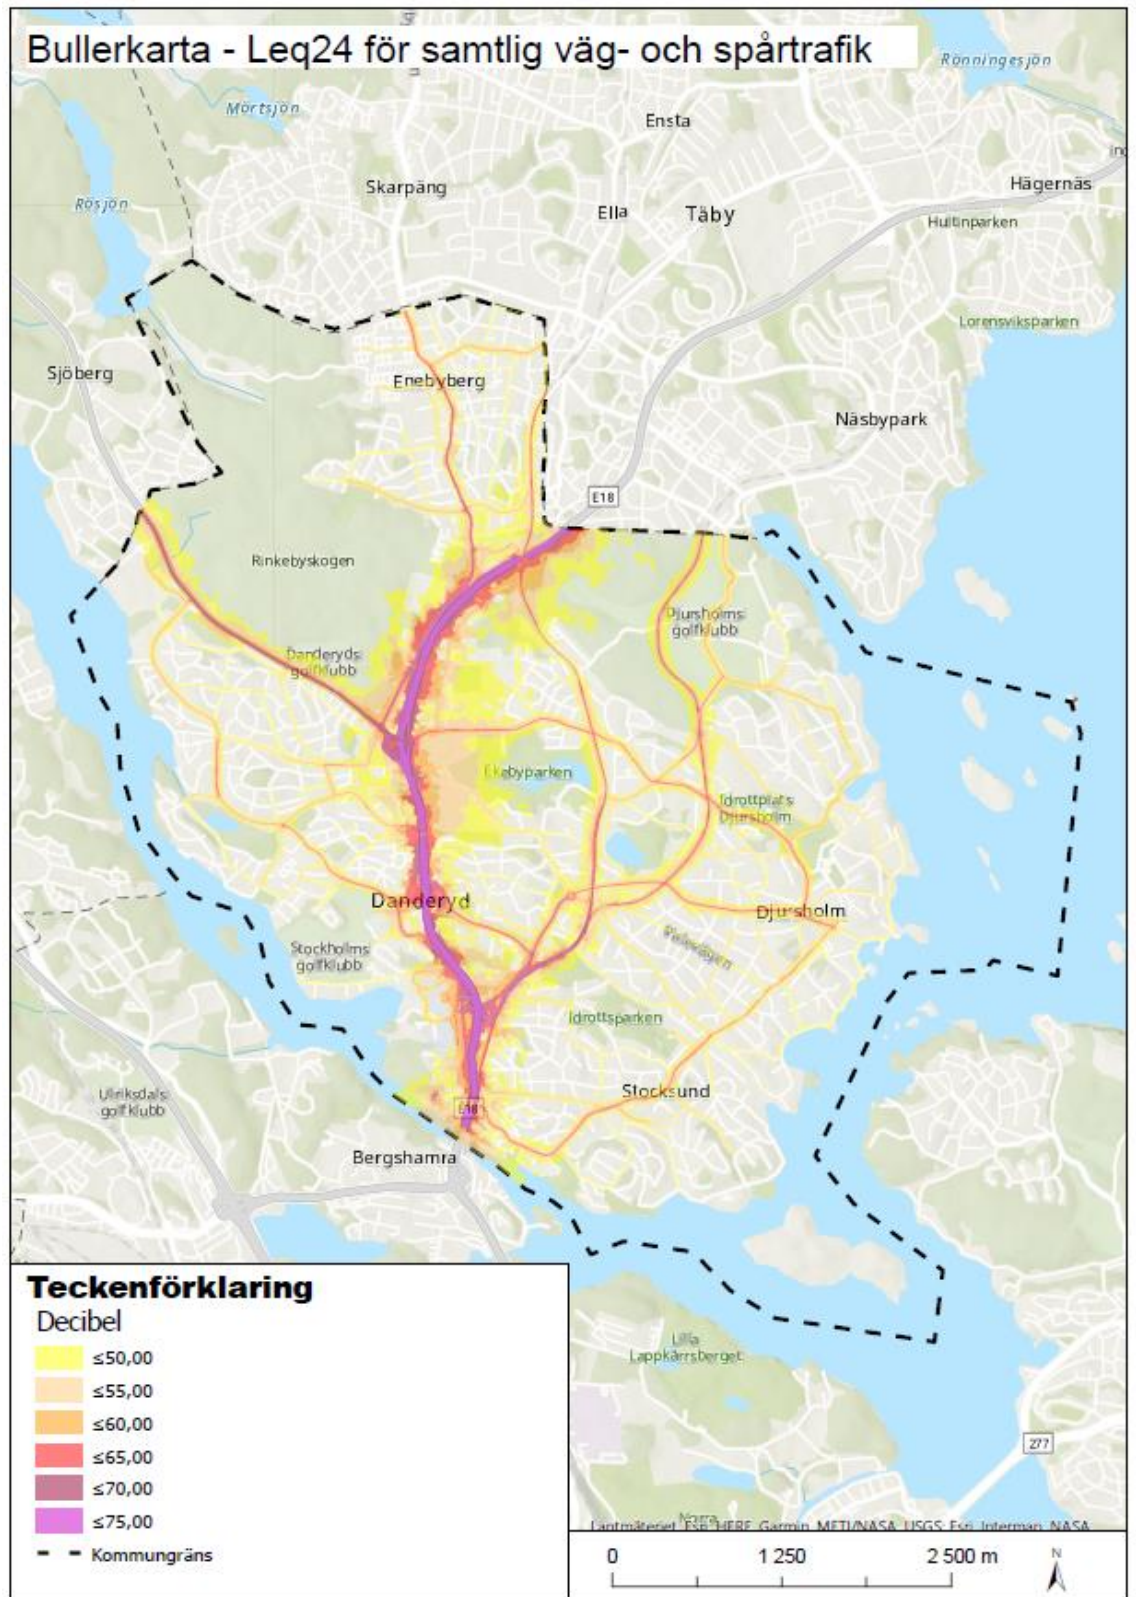 Bullerkarta - Leq24 för samtlig väg- och spårtrafik
Rönningesjön
Mörtsjön
Ensta
Skarpäng
Hägernäs
Rösjön
Ella
Täby
Hultinparken
Lorensviksparken
Sjöberg
Enebyberg
Näsbypark
E18
Rinkebyskogen
Djursholms
golfklubb
Danderyds
golfklubb
Ekebyparken
Idrottplats
Djursholm
Danderyd
Djursholm
Stockholms
golfklubb
Idrottsparken
Ulriksdals
golfklubb
Stocksund
E18
Bergshamra
Lilla
Lappkärrsberget
277
Norra
Lantmäteriet, Esri, HERE, Garmin, METI/NASA, USGS; Esri, Intermap, NASA
Teckenförklaring
Decibel
≤50,00
≤55,00
≤60,00
≤65,00
≤70,00
≤75,00
Kommungräns
0 1 250 2 500 m
N